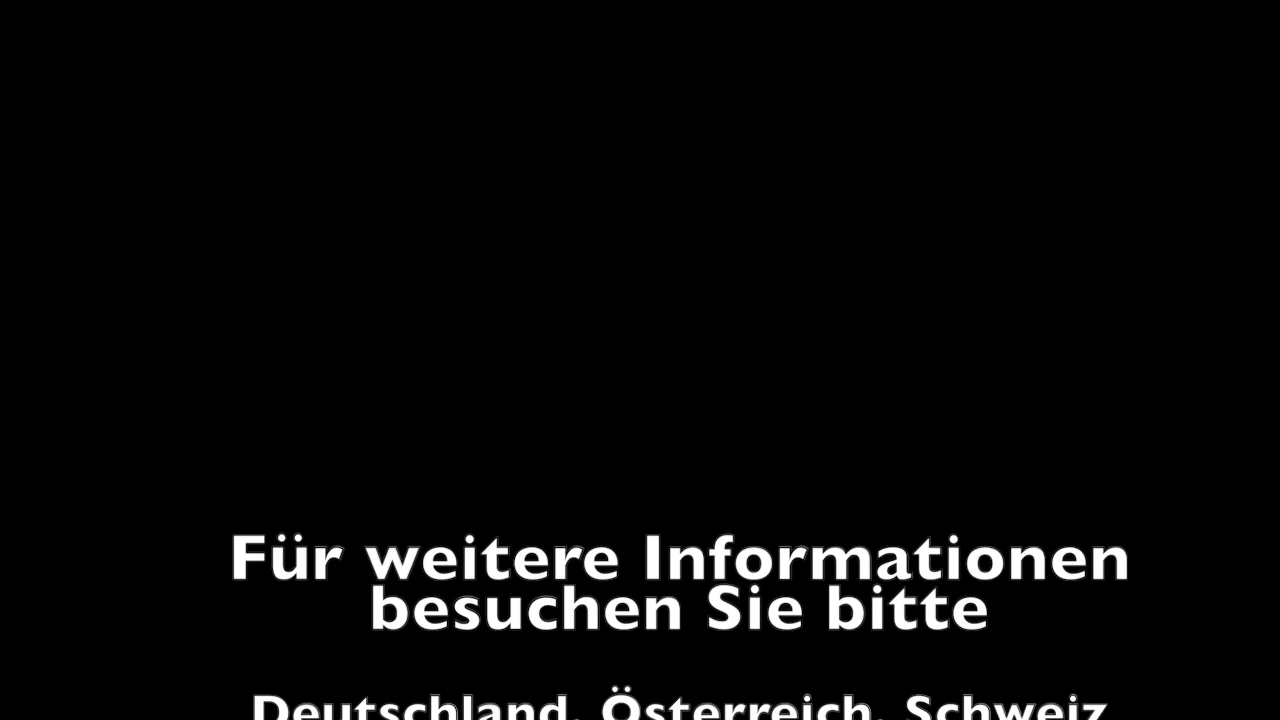 Für weitere Informationen
besuchen Sie bitte
Deutschland, Österreich, Schweiz